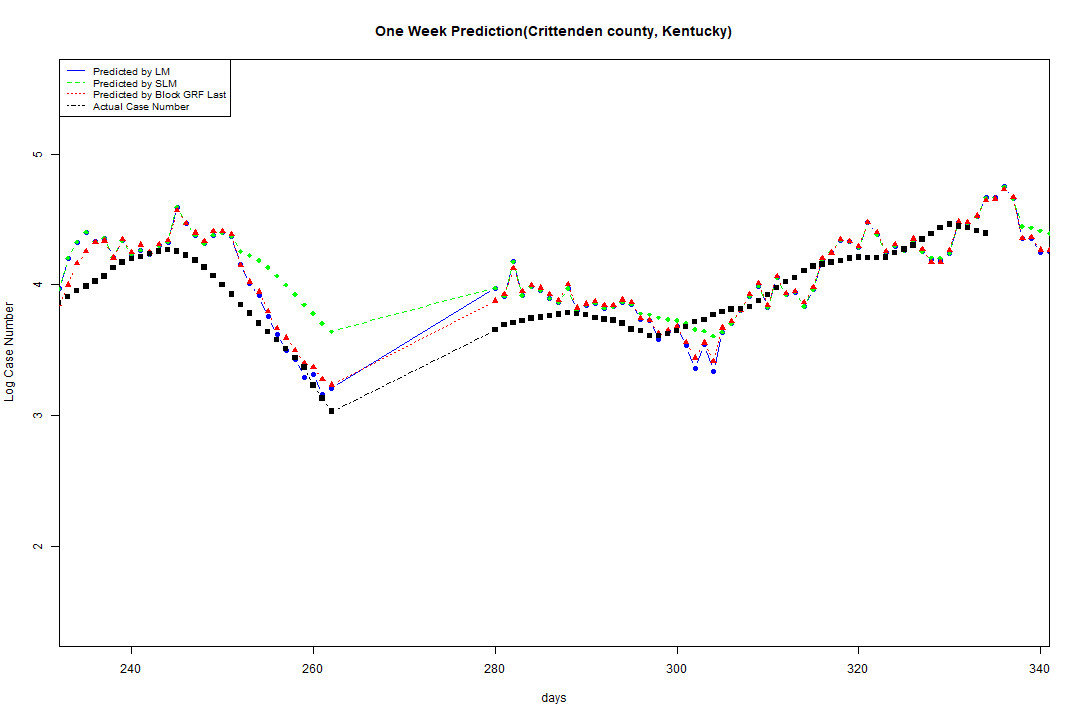 One Week Prediction(Crittenden county, Kentucky)
Predicted by LM
Predicted by SLM
Predicted by Block GRF Last
Actual Case Number
5
4
3
2
Log Case Number
240
260
280
300
320
340
days